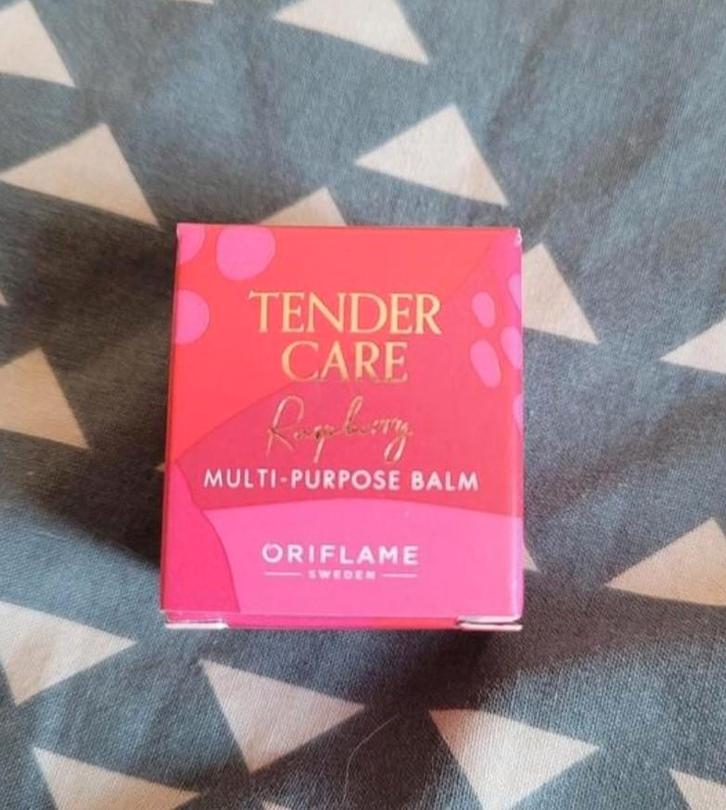 TENDER
CARE
Raspberry
MULTI-PURPOSE BALM
ORIFLAME
SWEDEN